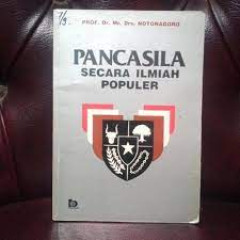 PROF. Dr. Mr. Drs. NOTONAGORO
PANCASILA
SECARA ILMIAH
POPULER